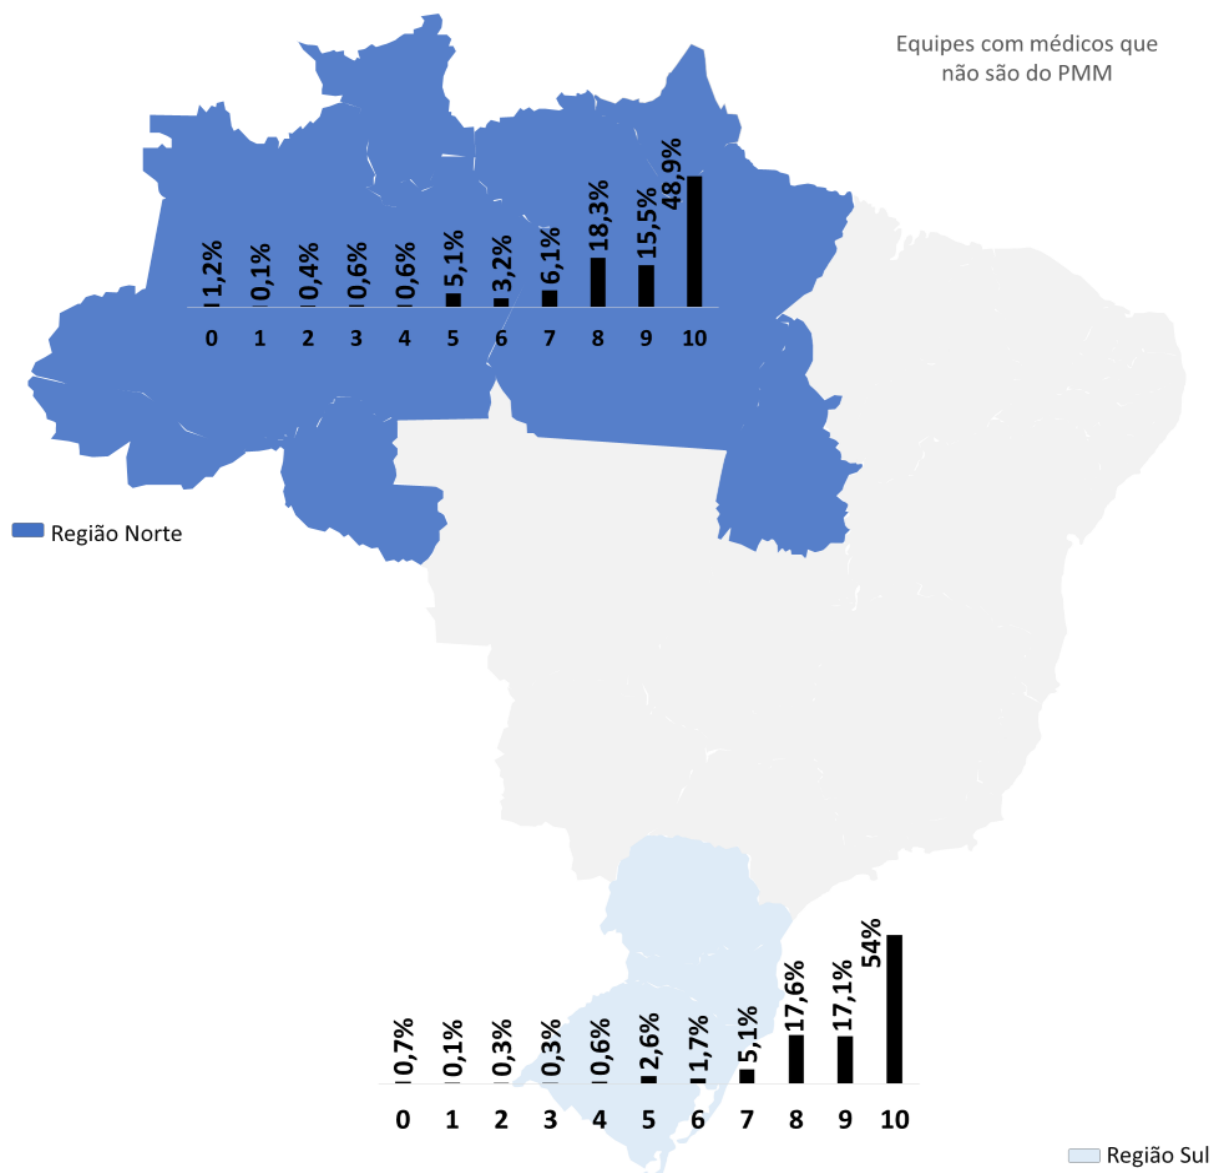 Equipes com médicos que
não são do PMM
1,2% 0,1% 0,4% 0,6% 0,6% 5,1% 3,2% 6,1% 18,3% 15,5% 48,9%
0 1 2 3 4 5 6 7 8 9 10
Região Norte
0,7% 0,1% 0,3% 0,3% 0,6% 2,6% 1,7% 5,1% 17,6% 17,1% 54%
0 1 2 3 4 5 6 7 8 9 10
Região Sul